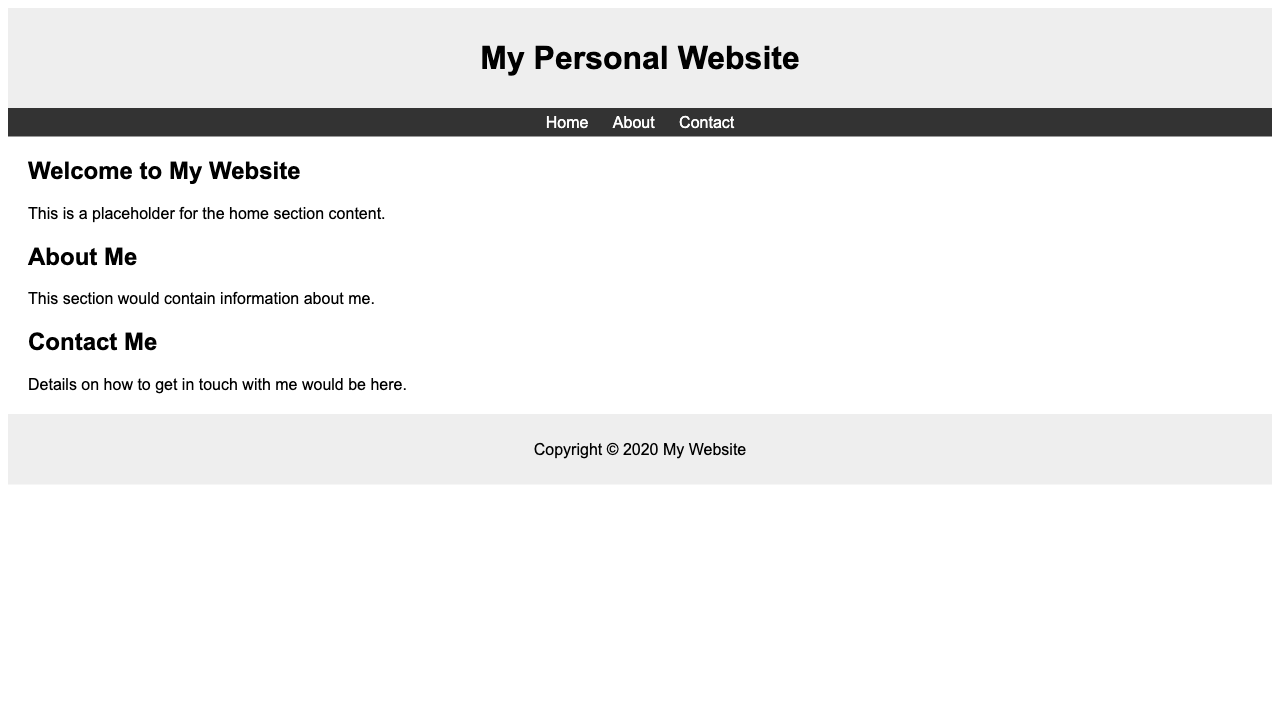 My Personal Website
Home About Contact
Welcome to My Website
This is a placeholder for the home section content.
About Me
This section would contain information about me.
Contact Me
Details on how to get in touch with me would be here.
Copyright © 2020 My Website